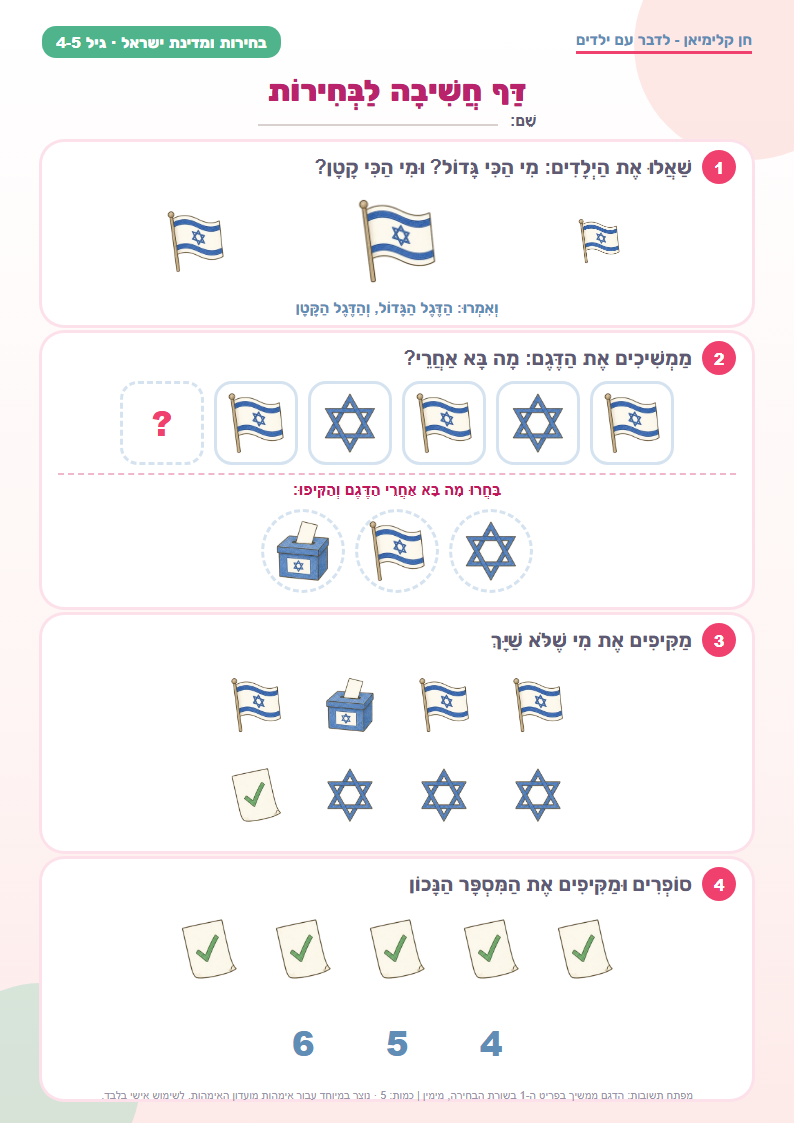 חן קלימיאן - לדבר עם ילדים
בחירות ומדינת ישראל · גיל 4-5
דַּף חֲשִׁיבָה לַבְּחִירוֹת
שֵׁם:
1
שַׁאֲלוּ אֶת הַיְלָדִים: מִי הַכִּי גָּדוֹל? וּמִי הַכִּי קָטָן?
וְאִמְרוּ: הַדֶּגֶל הַגָּדוֹל, וְהַדֶּגֶל הַקָּטָן
2
מַמְשִׁיכִים אֶת הַדֶּגֶם: מָה בָּא אַחֲרֵי?
?
בַּחֲרוּ מָה בָּא אַחֲרֵי הַדֶּגֶם וְהַקִּיפוּ:
3
מַקִּיפִים אֶת מִי שֶׁלֹּא שַׁיָּךְ
4
סוֹפְרִים וּמַקִּיפִים אֶת הַמִּסְפָּר הַנָּכוֹן
4 5 6
מפתח תשובות: הדגם ממשיך בפריט ה-1 בשורת הבחירה, מימין | כמות: 5 · נוצר במיוחד עבור אימהות מועדון האימהות. לשימוש אישי בלבד.